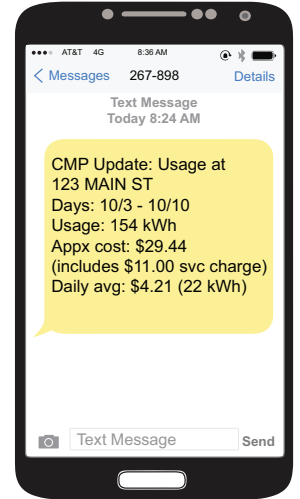 AT&T 4G 8:36 AM
Messages 267-898 Details
Text Message
Today 8:24 AM
CMP Update: Usage at
123 MAIN ST
Days: 10/3 - 10/10
Usage: 154 kWh
Appx cost: $29.44
(includes $11.00 svc charge)
Daily avg: $4.21 (22 kWh)
Text Message Send